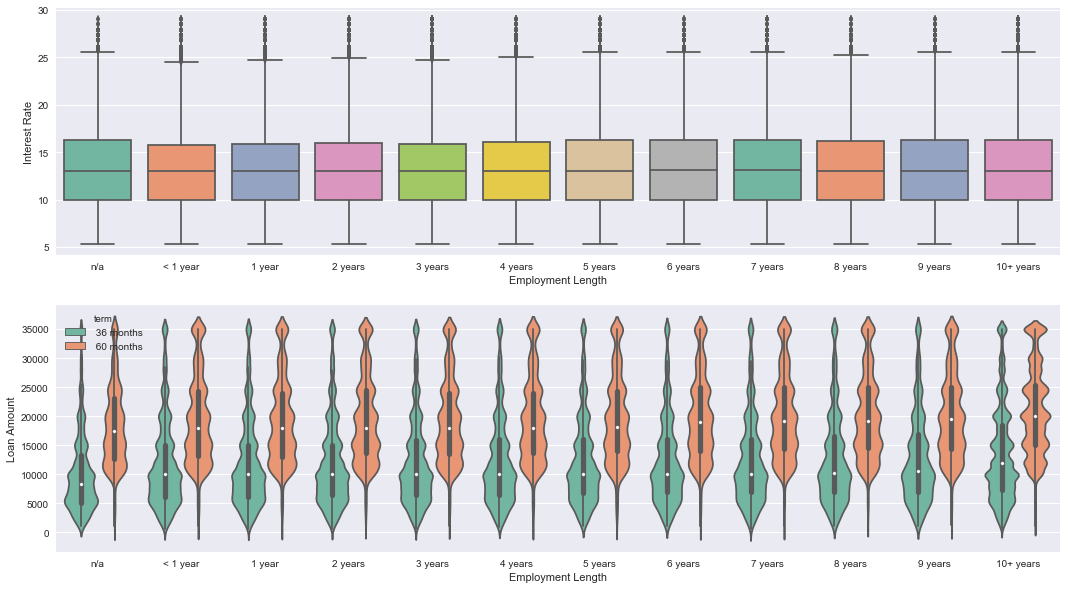 30
25
20
15
10
5
Interest Rate
n/a < 1 year 1 year 2 years 3 years 4 years 5 years 6 years 7 years 8 years 9 years 10+ years
Employment Length
term
36 months
60 months
35000
30000
25000
20000
15000
10000
5000
0
Loan Amount
n/a < 1 year 1 year 2 years 3 years 4 years 5 years 6 years 7 years 8 years 9 years 10+ years
Employment Length